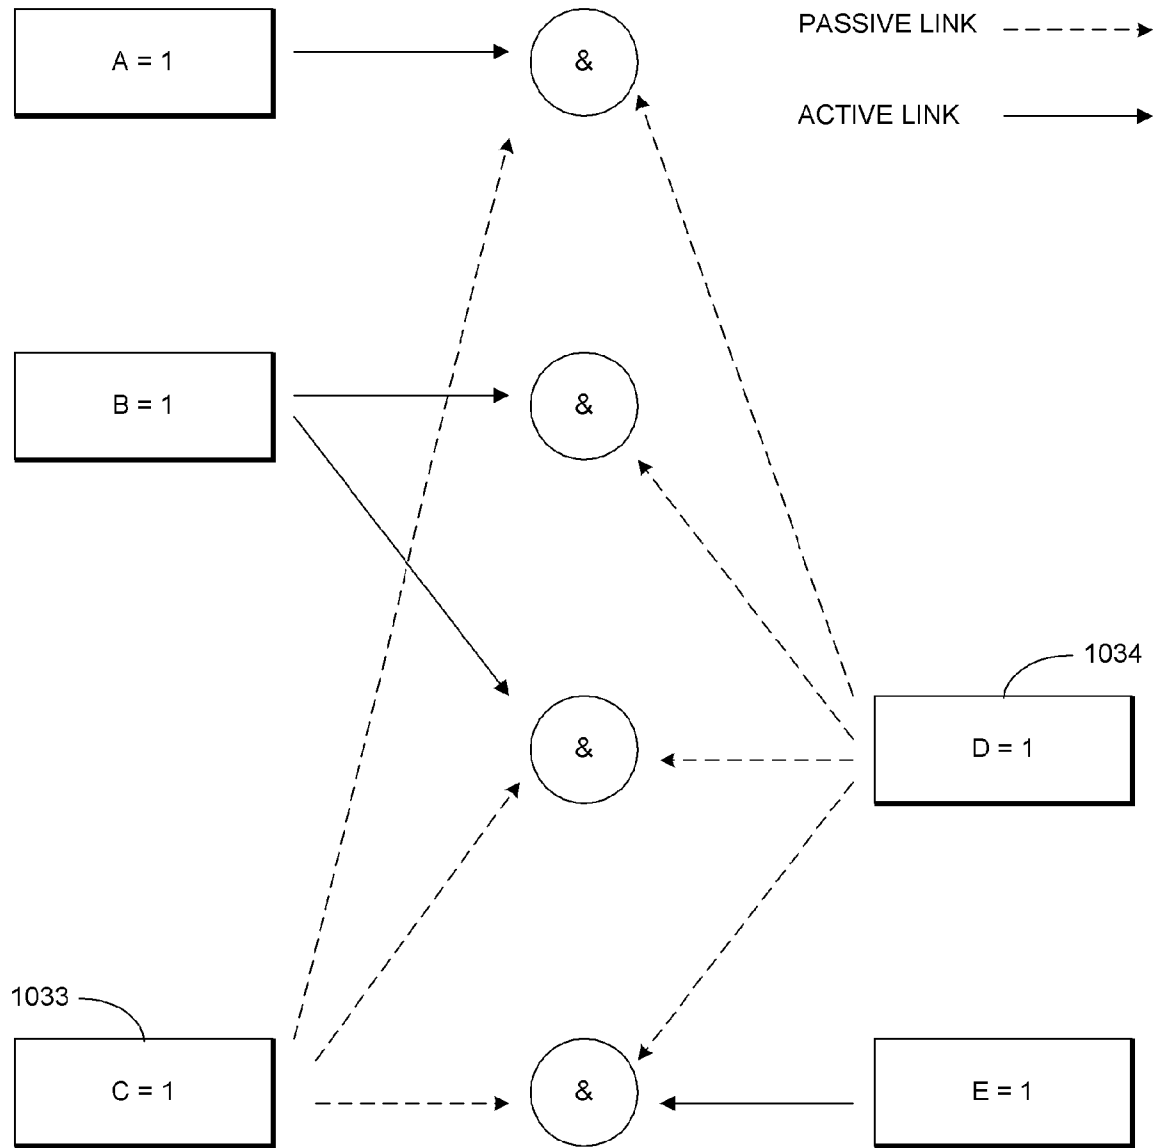 A = 1
&
PASSIVE LINK
ACTIVE LINK
B = 1
&
1034
&
D = 1
1033
C = 1
&
E = 1